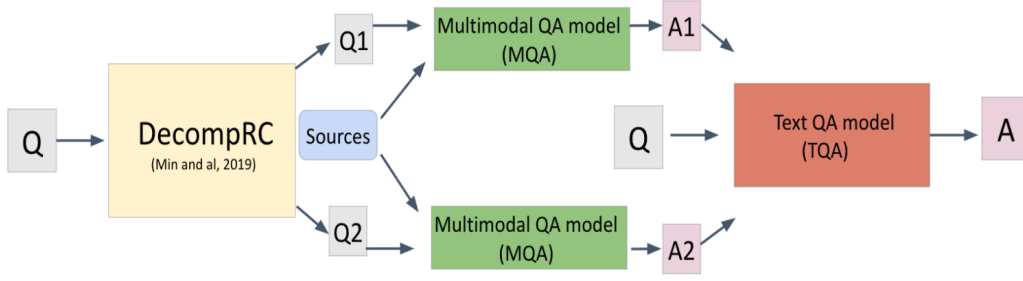 Q
DecompRC
(Min and al, 2019)
Q1
Sources
Q2
Multimodal QA model
(MQA)
Multimodal QA model
(MQA)
A1
A2
Q
Text QA model
(TQA)
A